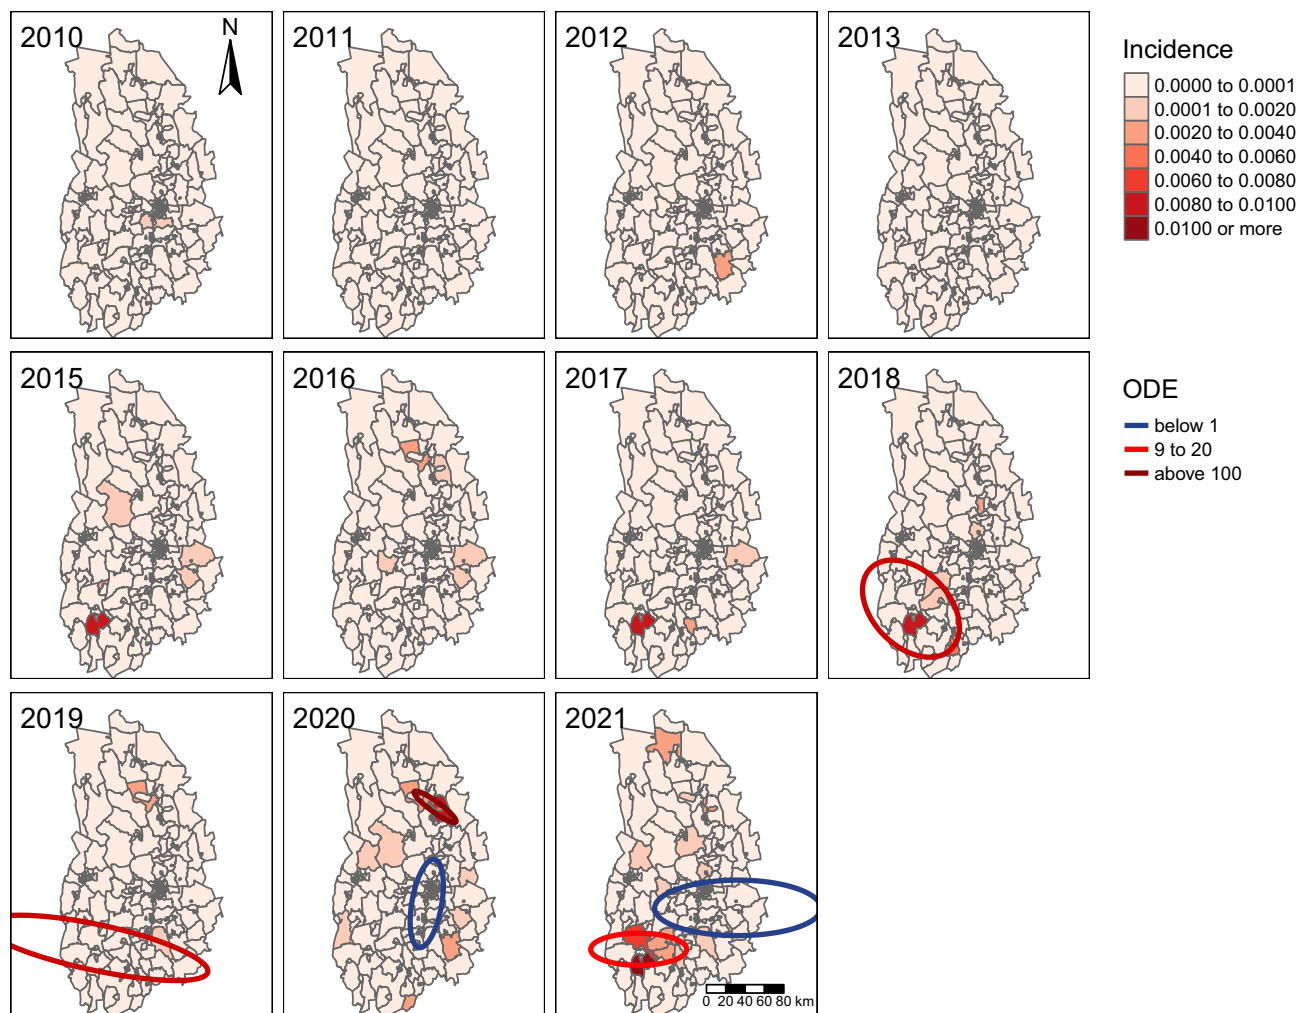 2010
N
2011
2012
2013
Incidence
0.0000 to 0.0001
0.0001 to 0.0020
0.0020 to 0.0040
0.0040 to 0.0060
0.0060 to 0.0080
0.0080 to 0.0100
0.0100 or more
2015
2016
2017
2018
ODE
below 1
9 to 20
above 100
2019
2020
2021
0 20 40 60 80 km